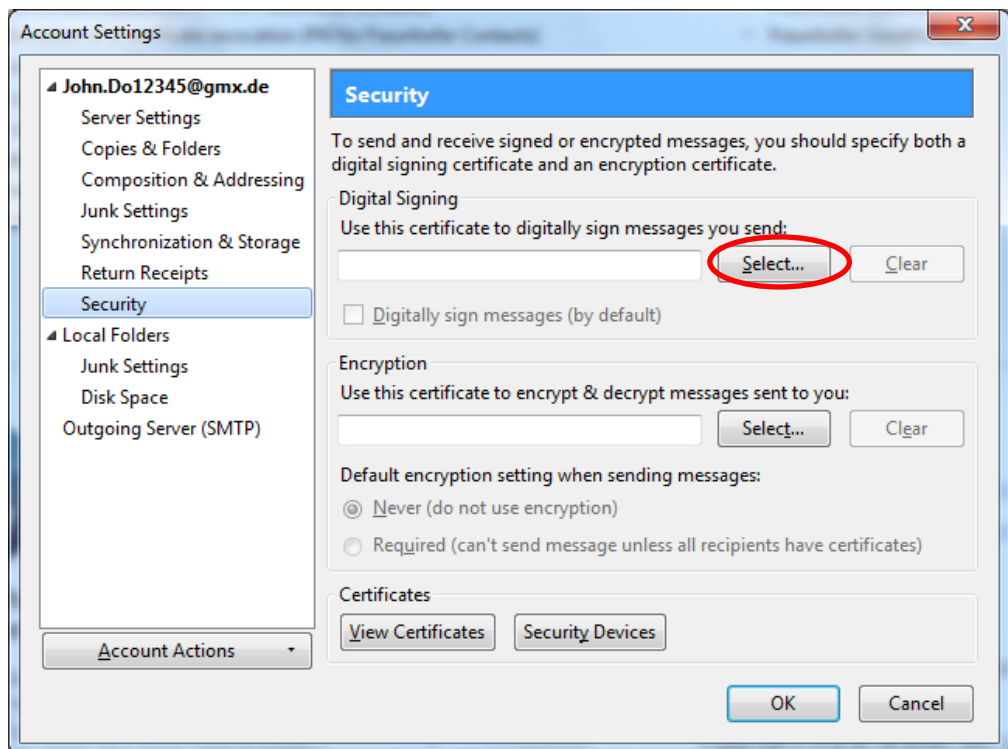 Account Settings
John.Do12345@gmx.de
Server Settings
Copies & Folders
Composition & Addressing
Junk Settings
Synchronization & Storage
Return Receipts
Security
Local Folders
Junk Settings
Disk Space
Outgoing Server (SMTP)
Account Actions
Security
To send and receive signed or encrypted messages, you should specify both a
digital signing certificate and an encryption certificate.
Digital Signing
Use this certificate to digitally sign messages you send:
Select... Clear
Digitally sign messages (by default)
Encryption
Use this certificate to encrypt & decrypt messages sent to you:
Select... Clear
Default encryption setting when sending messages:
Never (do not use encryption)
Required (can't send message unless all recipients have certificates)
Certificates
View Certificates Security Devices
OK Cancel